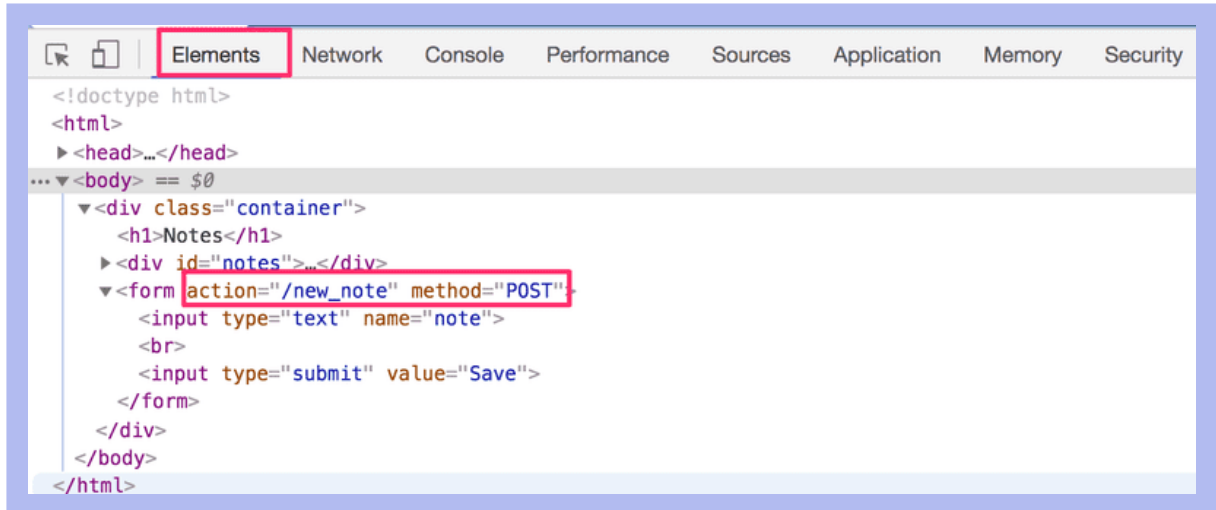 Elements Network Console Performance Sources Application Memory Security
<!doctype html>
<html>
▶<head>…</head>
… ▼<body> == $0
▼<div class="container">
<h1>Notes</h1>
▶<div id="notes">…</div>
▼<form action="/new_note" method="POST">
<input type="text" name="note">
<br>
<input type="submit" value="Save">
</form>
</div>
</body>
</html>